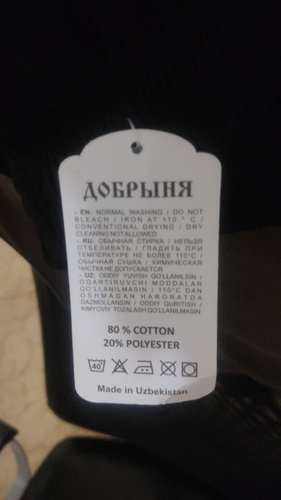 ДОБРЫНЯ
- EN: NORMAL WASHING / DO NOT
BLEACH / IRON AT 110 ° C /
CONVENTIONAL DRYING / DRY
CLEANING NOT ALLOWED
- RU: ОБЫЧНАЯ СТИРКА / НЕЛЬЗЯ
ОТБЕЛИВАТЬ / ГЛАДИТЬ ПРИ
ТЕМПЕРАТУРЕ НЕ БОЛЕЕ 110°C /
ОБЫЧНАЯ СУШКА / ХИМИЧЕСКАЯ
ЧИСТКА НЕ ДОПУСКАЕТСЯ
- UZ: ODDIY YUVISH QO'LLANILSIN /
OQARTIRUVCHI MODDALAR
QO'LLANILMASIN / 110°C DAN
OSHMAGAN HARORATDA
DAZMOLLANSIN / ODDIY QURITISH /
KIMYOVIY TOZALASH QO'LLANILMASIN
80 % COTTON
20% POLYESTER
40
Made in Uzbekistan